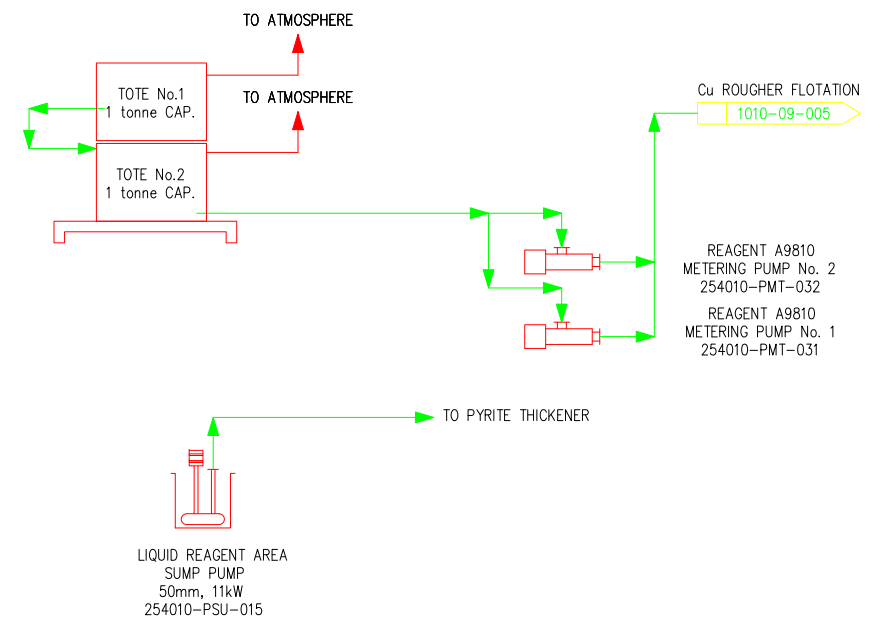 TO ATMOSPHERE
TOTE No.1
1 tonne CAP.
TO ATMOSPHERE
Cu ROUGHER FLOTATION
1010-09-005
TOTE No.2
1 tonne CAP.
REAGENT A9810
METERING PUMP No. 2
254010-PMT-032
REAGENT A9810
METERING PUMP No. 1
254010-PMT-031
TO PYRITE THICKENER
LIQUID REAGENT AREA
SUMP PUMP
50mm, 11kW
254010-PSU-015